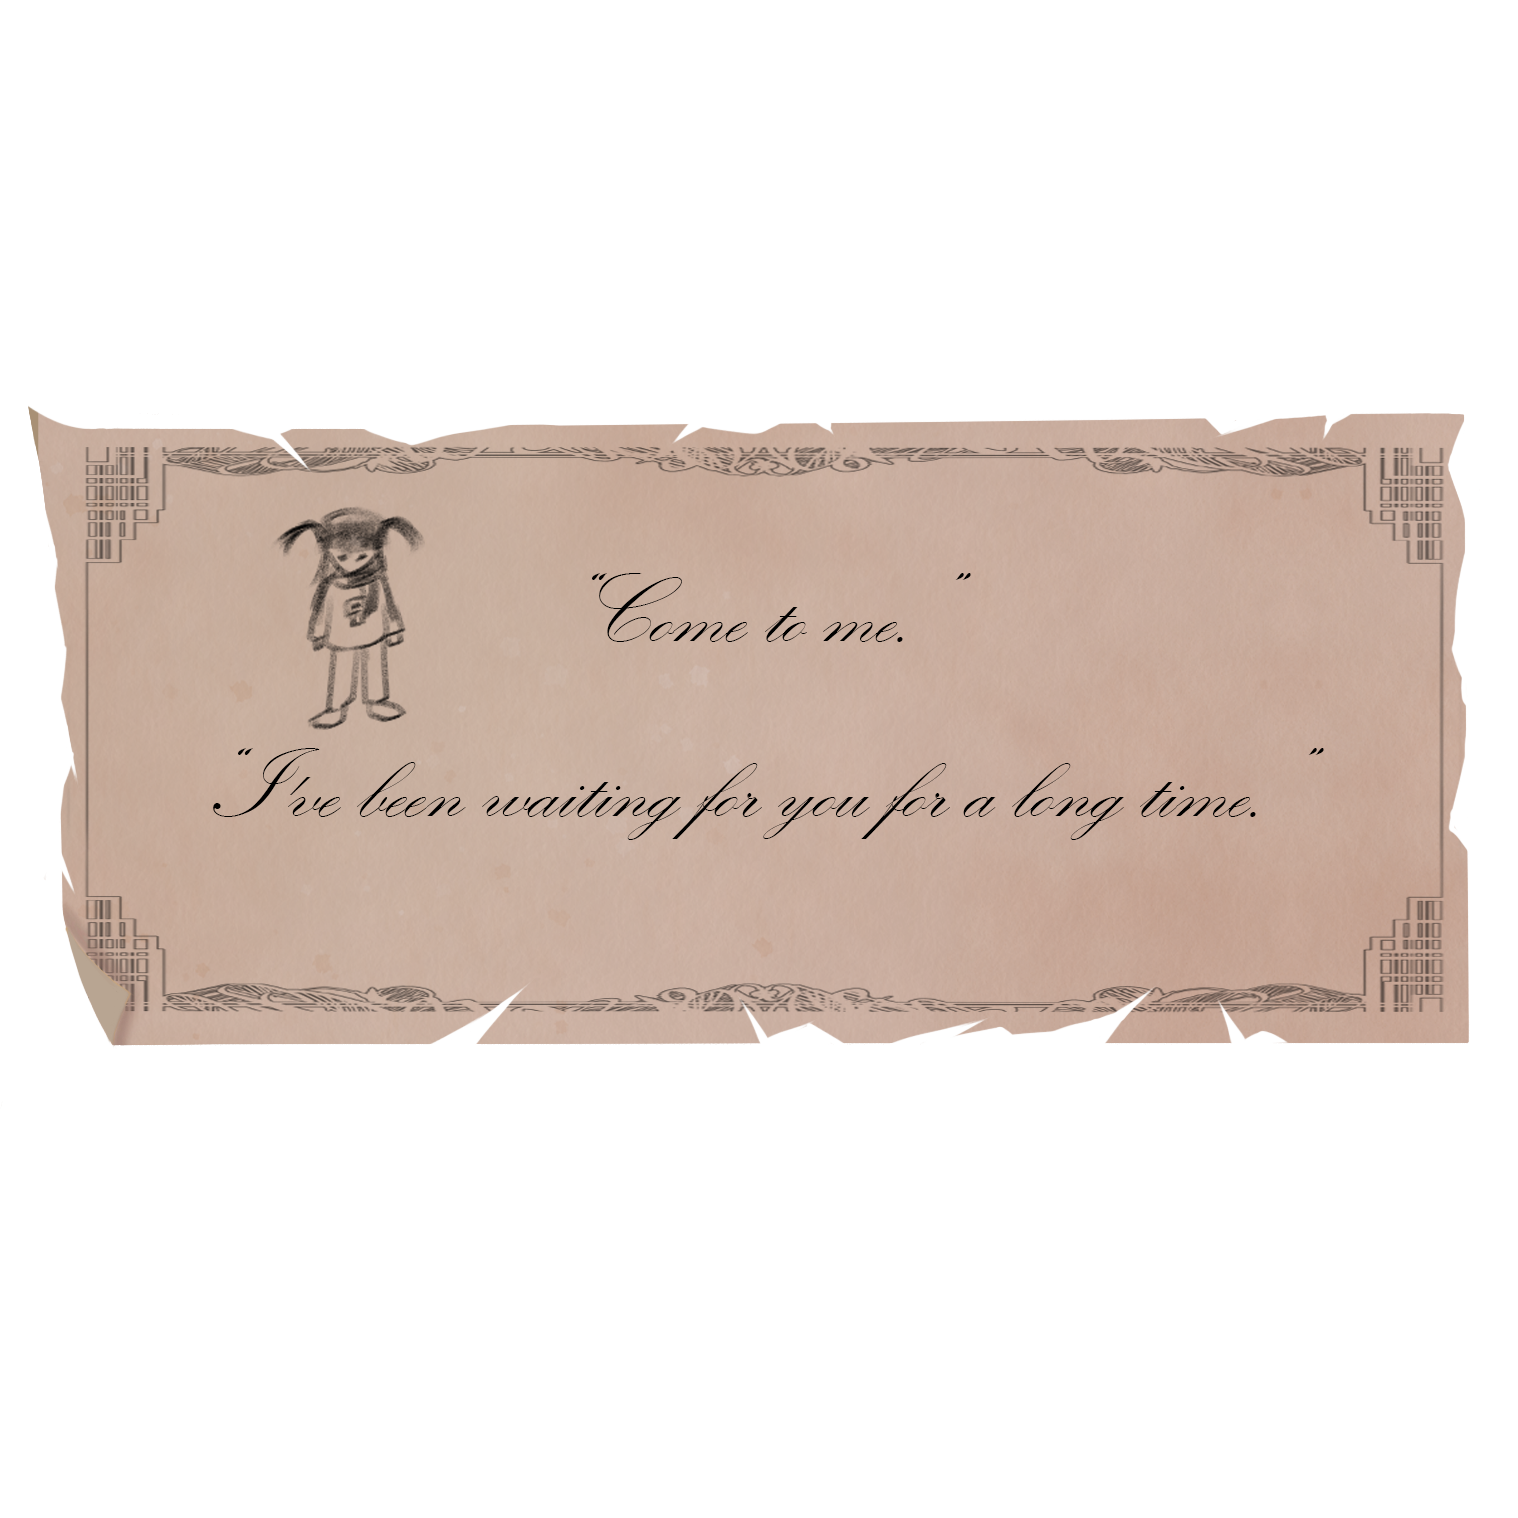 “Come to me.”
“I've been waiting for you for a long time.”